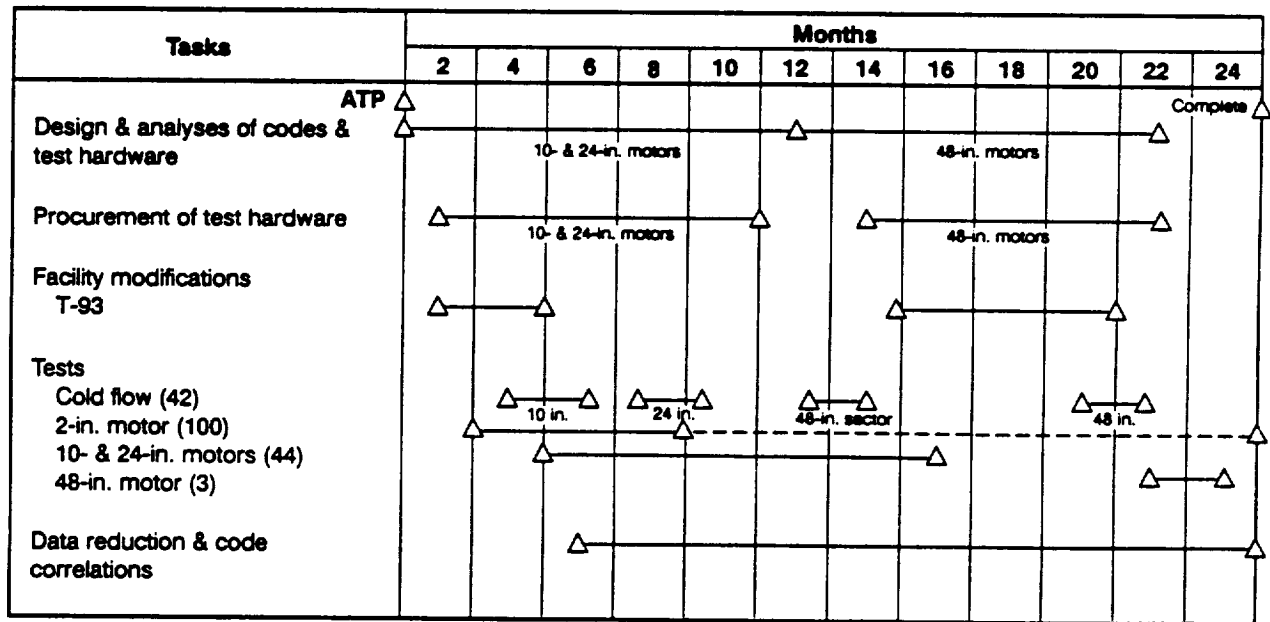 Tasks
Months
2 4 6 8 10 12 14 16 18 20 22 24
ATP
Complete
Design & analyses of codes &
test hardware
10- & 24-in. motors
48-in. motors
Procurement of test hardware
10- & 24-in. motors
48-in. motors
Facility modifications
T-93
Tests
Cold flow (42)
10 in.
24 in.
48-in. sector
48 in.
2-in. motor (100)
10- & 24-in. motors (44)
48-in. motor (3)
Data reduction & code
correlations